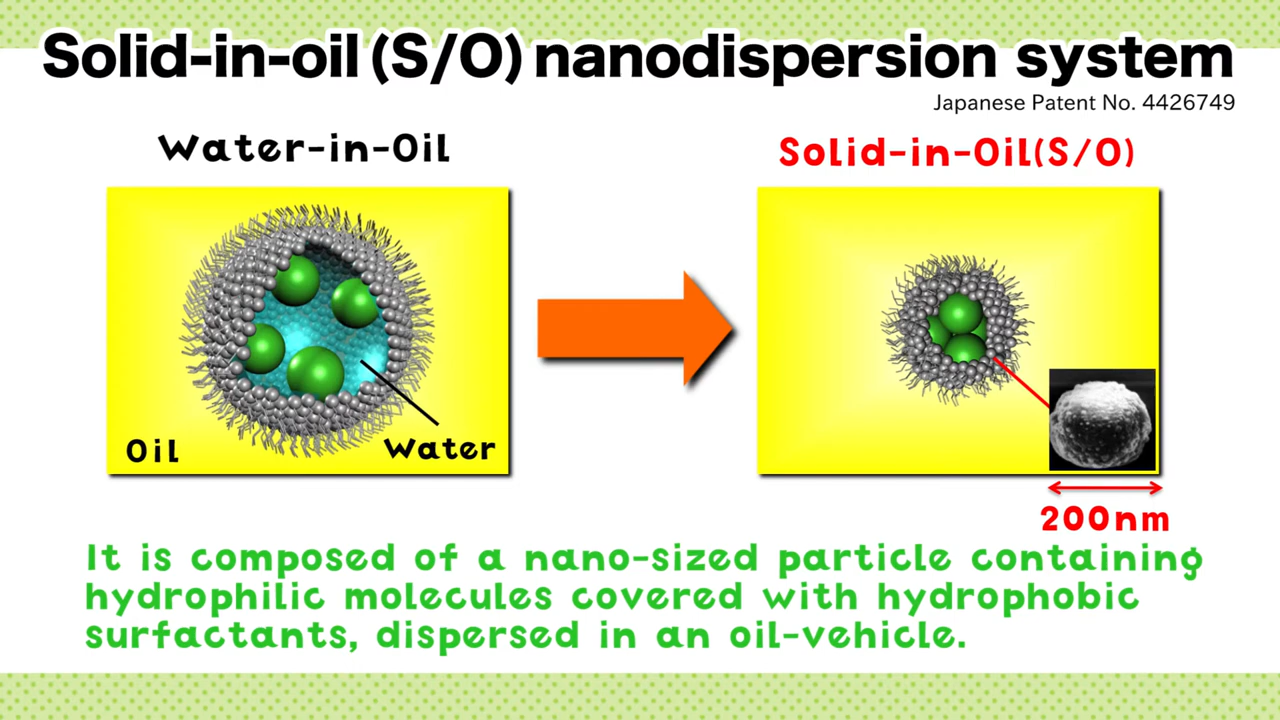 Solid-in-oil (S/O) nanodispersion system
Japanese Patent No. 4426749
Water-in-Oil
Solid-in-Oil(S/O)
Oil
Water
200nm
It is composed of a nano-sized particle containing
hydrophilic molecules covered with hydrophobic
surfactants, dispersed in an oil-vehicle.